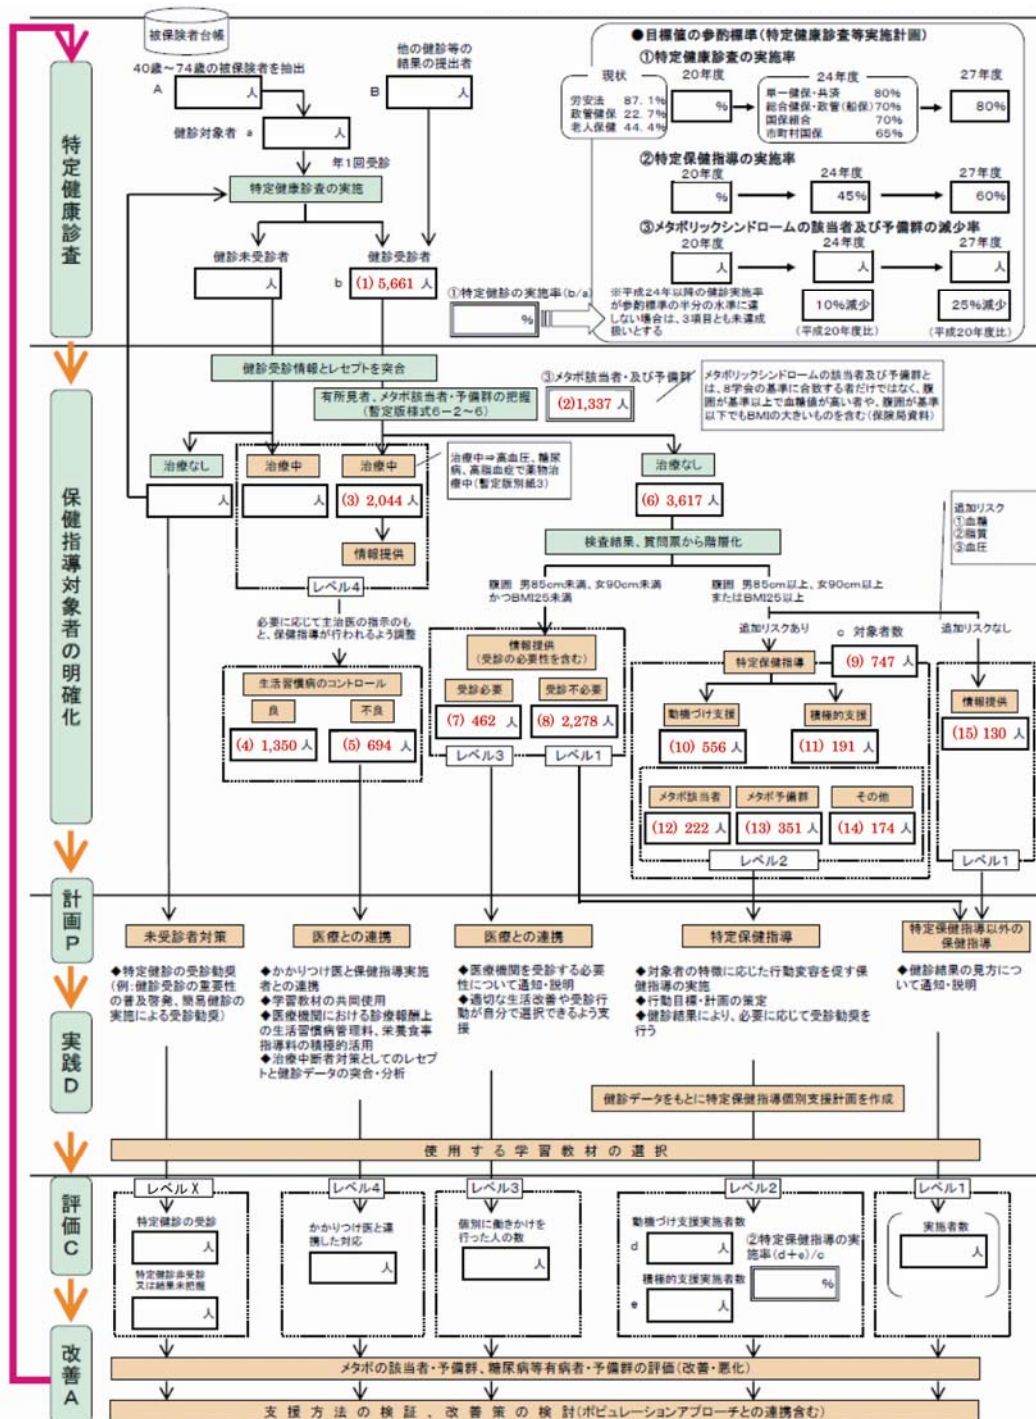 被保険者台帳
40歳～74歳の被保険者を抽出
A 人
他の健診等の
結果の提出者
B 人
健診対象者 a 人
年1回受診
特定健康診査の実施
健診未受診者
人
健診受診者
b (1) 5,661 人
①特定健診の実施率(b/a)
%
●目標値の参酌標準(特定健康診査等実施計画)
①特定健康診査の実施率
現状
労安法 87.1%
政管健保 22.7%
老人保健 44.4%
20年度
%
24年度
単一健保・共済 80%
総合健保・政管(船保)70%
国保組合 70%
市町村国保 65%
27年度
80%
②特定保健指導の実施率
20年度 24年度 27年度
% 45% 60%
③メタボリックシンドロームの該当者及び予備群の減少率
20年度 24年度 27年度
人 人 人
※平成24年以降の健診実施率
が参酌標準の半分の水準に達
しない場合は、3項目とも未達成
扱いとする
10%減少
(平成20年度比)
25%減少
(平成20年度比)
特定健康診査
健診受診情報とレセプトを突合
有所見者、メタボ該当者・予備群の把握
(暫定版様式6－2～6)
③メタボ該当者・及び予備群
(2)1,337 人
メタボリックシンドロームの該当者及び予備群と
は、8学会の基準に合致する者だけではなく、腹
囲が基準以上で血糖値が高い者や、腹囲が基準
以下でもBMIの大きいものを含む(保険局資料)
治療なし
人
治療中
人
治療中
(3) 2,044 人
情報提供
レベル4
治療中⇒高血圧、糖尿
病、高脂血症で薬物治
療中(暫定版別紙3)
治療なし
(6) 3,617 人
検査結果、質問票から階層化
追加リスク
①血糖
②脂質
③血圧
腹囲 男85cm未満、女90cm未満
かつBMI25未満
腹囲 男85cm以上、女90cm以上
またはBMI25以上
必要に応じて主治医の指示のも
と、保健指導が行われるよう調整
生活習慣病のコントロール
良 不良
(4) 1,350 人 (5) 694 人
情報提供
(受診の必要性を含む)
受診必要 受診不必要
(7) 462 人 (8) 2,278 人
レベル3 レベル1
追加リスクあり
c 対象者数
特定保健指導
(9) 747 人
動機づけ支援 積極的支援
(10) 556 人 (11) 191 人
メタボ該当者 メタボ予備群 その他
(12) 222 人 (13) 351 人 (14) 174 人
レベル2
追加リスクなし
情報提供
(15) 130 人
レベル1
保健指導対象者の明確化
計画P
未受診者対策
◆特定健診の受診勧奨
(例:健診受診の重要性
の普及啓発、簡易健診の
実施による受診勧奨)
医療との連携
◆かかりつけ医と保健指導実施
者との連携
◆学習教材の共同使用
◆医療機関における診療報酬上
の生活習慣病管理料、栄養食事
指導料の積極的活用
◆治療中断者対策としてのレセプ
トと健診データの突合・分析
医療との連携
◆医療機関を受診する必要
性について通知・説明
◆適切な生活改善や受診行
動が自分で選択できるよう支
援
特定保健指導
◆対象者の特徴に応じた行動変容を促す保
健指導の実施
◆行動目標・計画の策定
◆健診結果により、必要に応じて受診勧奨を
行う
特定保健指導以外の
保健指導
◆健診結果の見方につ
いて通知・説明
実践D
健診データをもとに特定保健指導個別支援計画を作成
使用する学習教材の選択
評価C
レベルX
特定健診の受診
人
特定健診非受診
又は結果未把握
人
レベル4
かかりつけ医と連
携した対応
人
レベル3
個別に働きかけを
行った人の数
人
レベル2
動機づけ支援実施者数
d 人
積極的支援実施者数
e 人
②特定保健指導の実
施率(d+e)/c
%
レベル1
実施者数
人
改善A
メタボの該当者・予備群、糖尿病等有病者・予備群の評価(改善・悪化)
支援方法の検証、改善策の検討(ポピュレーションアプローチとの連携含む)